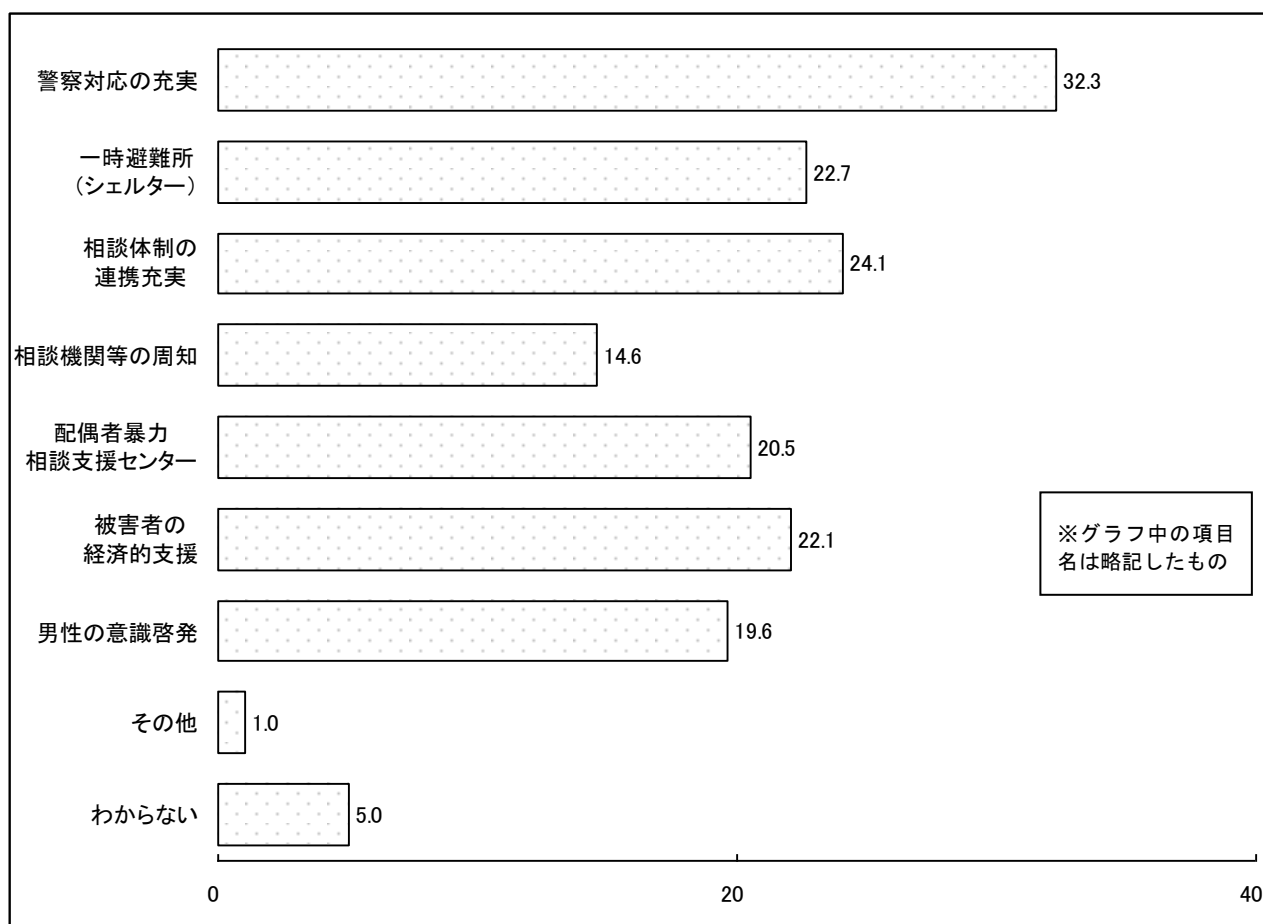 警察対応の充実
32.3
一時避難所
（シェルター）
22.7
相談体制の
連携充実
24.1
相談機関等の周知
14.6
配偶者暴力
相談支援センター
20.5
被害者の
経済的支援
22.1
※グラフ中の項目
名は略記したもの
男性の意識啓発
19.6
その他
1.0
わからない
5.0
0
20
40